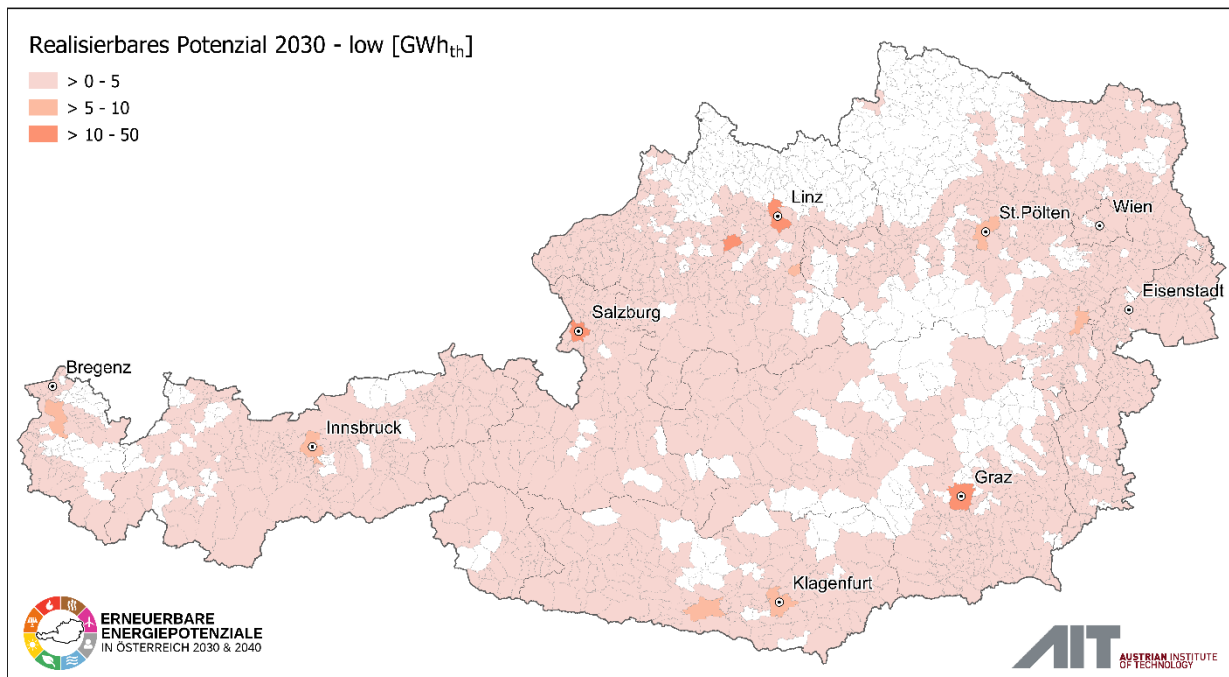 Realisierbares Potenzial 2030 - low [GWhth]
> 0 - 5
> 5 - 10
> 10 - 50
Linz
St.Pölten
Wien
Eisenstadt
Salzburg
Bregenz
Innsbruck
Graz
Klagenfurt
ERNEUERBARE
ENERGIEPOTENZIALE
IN ÖSTERREICH 2030 & 2040
AIT
AUSTRIAN INSTITUTE
OF TECHNOLOGY